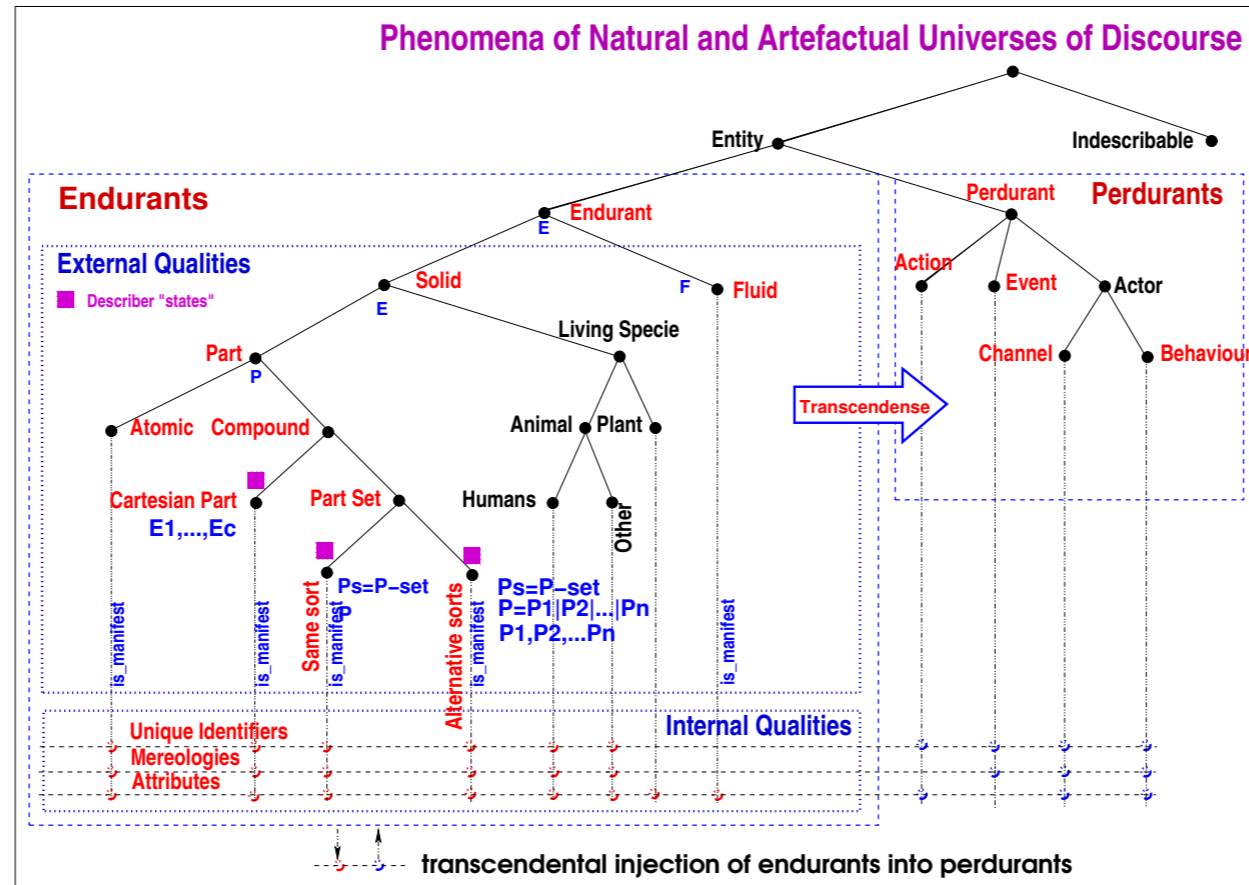 Phenomena of Natural and Artefactual Universes of Discourse
Entity
Indescribable
Endurants
Endurant
E
Perdurant
Perdurants
External Qualities
Describer "states"
Solid
E
F
Fluid
Action
Event
Actor
Living Specie
Part
P
Channel
Behaviour
Transcendense
Atomic
Compound
Animal
Plant
Cartesian Part
E1,...,Ec
Part Set
Humans
Other
Ps=P-set
P
Ps=P-set
P=P1|P2|...|Pn
P1,P2,...Pn
is_manifest
is_manifest
Same sort
is_manifest
Alternative sorts
is_manifest
is_manifest
Unique Identifiers
Internal Qualities
Mereologies
Attributes
transcendental injection of endurants into perdurants